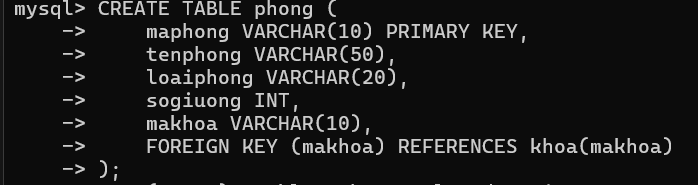 mysql> CREATE TABLE phong (
    ->     maphong VARCHAR(10) PRIMARY KEY,
    ->     tenphong VARCHAR(50),
    ->     loaiphong VARCHAR(20),
    ->     sogiuong INT,
    ->     makhoa VARCHAR(10),
    ->     FOREIGN KEY (makhoa) REFERENCES khoa(makhoa)
    -> );